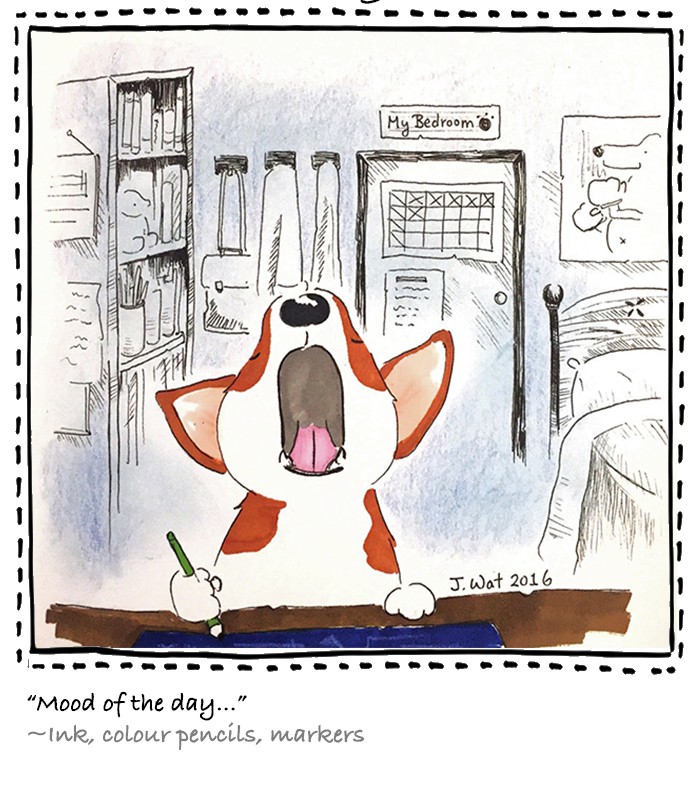 My Bedroom
J. Wat 2016
“Mood of the day...”
~Ink, colour pencils, markers